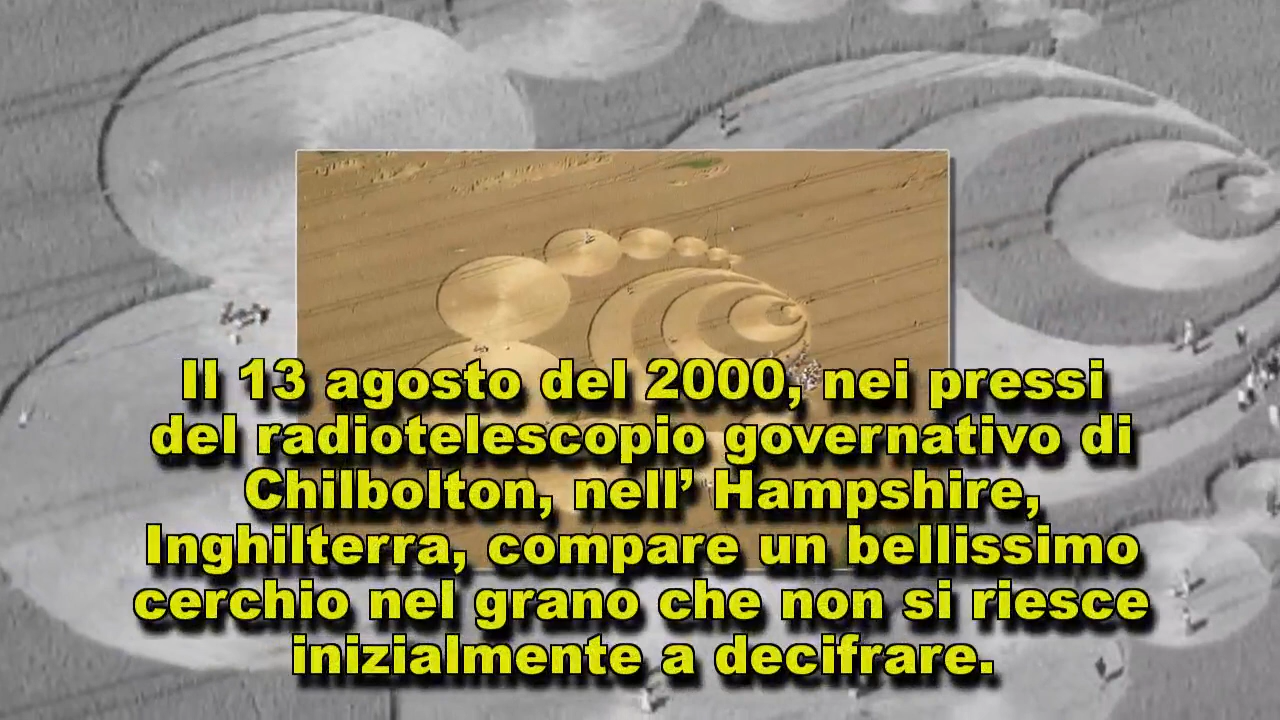 Il 13 agosto del 2000, nei pressi
del radiotelescopio governativo di
Chilbolton, nell’ Hampshire,
Inghilterra, compare un bellissimo
cerchio nel grano che non si riesce
inizialmente a decifrare.